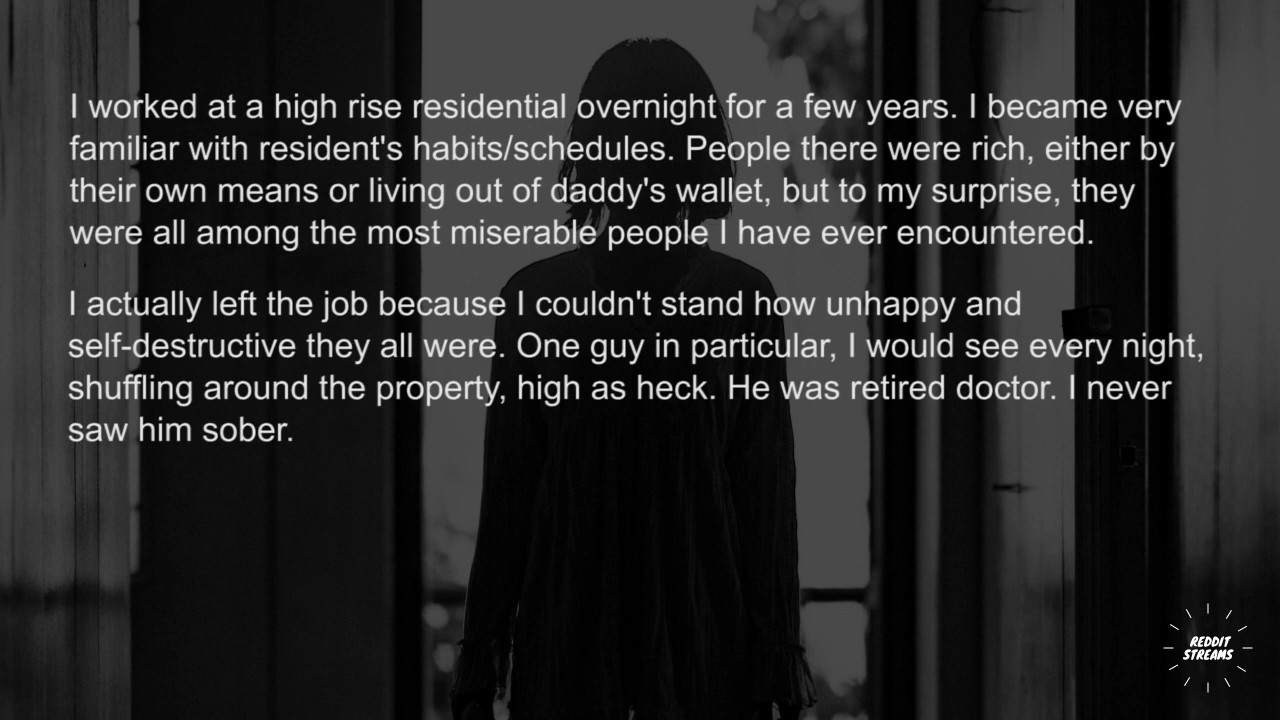 I worked at a high rise residential overnight for a few years. I became very
familiar with resident's habits/schedules. People there were rich, either by
their own means or living out of daddy's wallet, but to my surprise, they
were all among the most miserable people I have ever encountered.
I actually left the job because I couldn't stand how unhappy and
self-destructive they all were. One guy in particular, I would see every night,
shuffling around the property, high as heck. He was retired doctor. I never
saw him sober.
REDDIT
STREAMS